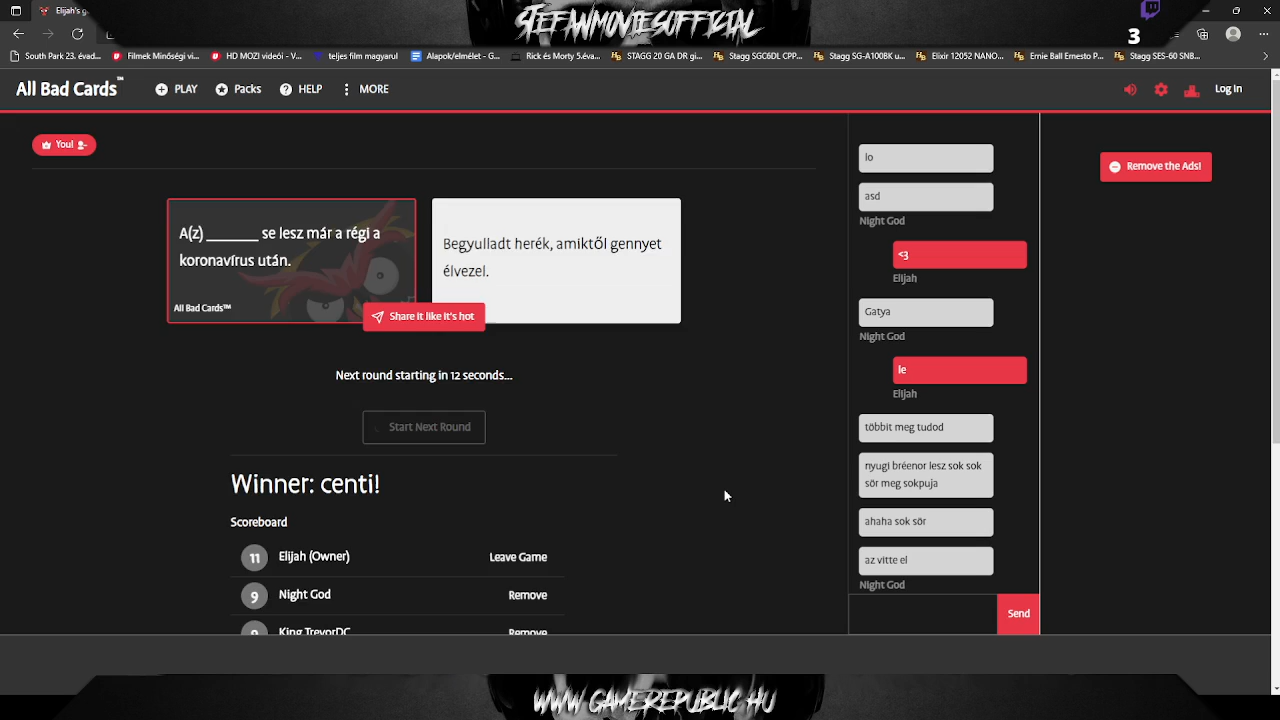 STEFANMOVIESOFFICIAL
Elijah's g
3
South Park 23. évad...
Filmek Minőségi vi...
HD MOZI videói - V...
teljes film magyarul
Alapok/elmélet - G...
Rick és Morty 5.éva...
STAGG 20 GA DR gi...
Stagg SGC6DL CPP...
Stagg SG-A100BK u...
Elixir 12052 NANO...
Ernie Ball Ernesto P...
Stagg SES-60 SNB...
All Bad Cards™
PLAY
Packs
HELP
MORE
Log In
You!
A(z) _______ se lesz már a régi a
koronavírus után.
All Bad Cards™
Begyulladt herék, amiktől gennyet
élvezel.
Share it like it's hot
Next round starting in 12 seconds...
Start Next Round
Winner: centi!
Scoreboard
11 Elijah (Owner) Leave Game
9 Night God Remove
King TrevorDC Remove
lo
asd
Night God
<3
Elijah
Gatya
Night God
le
Elijah
többit meg tudod
nyugi bréenor lesz sok sok
sör meg sokpuja
ahaha sok sör
az vitte el
Night God
Send
Remove the Ads!
WWW GAMEREPUBLIC.HU